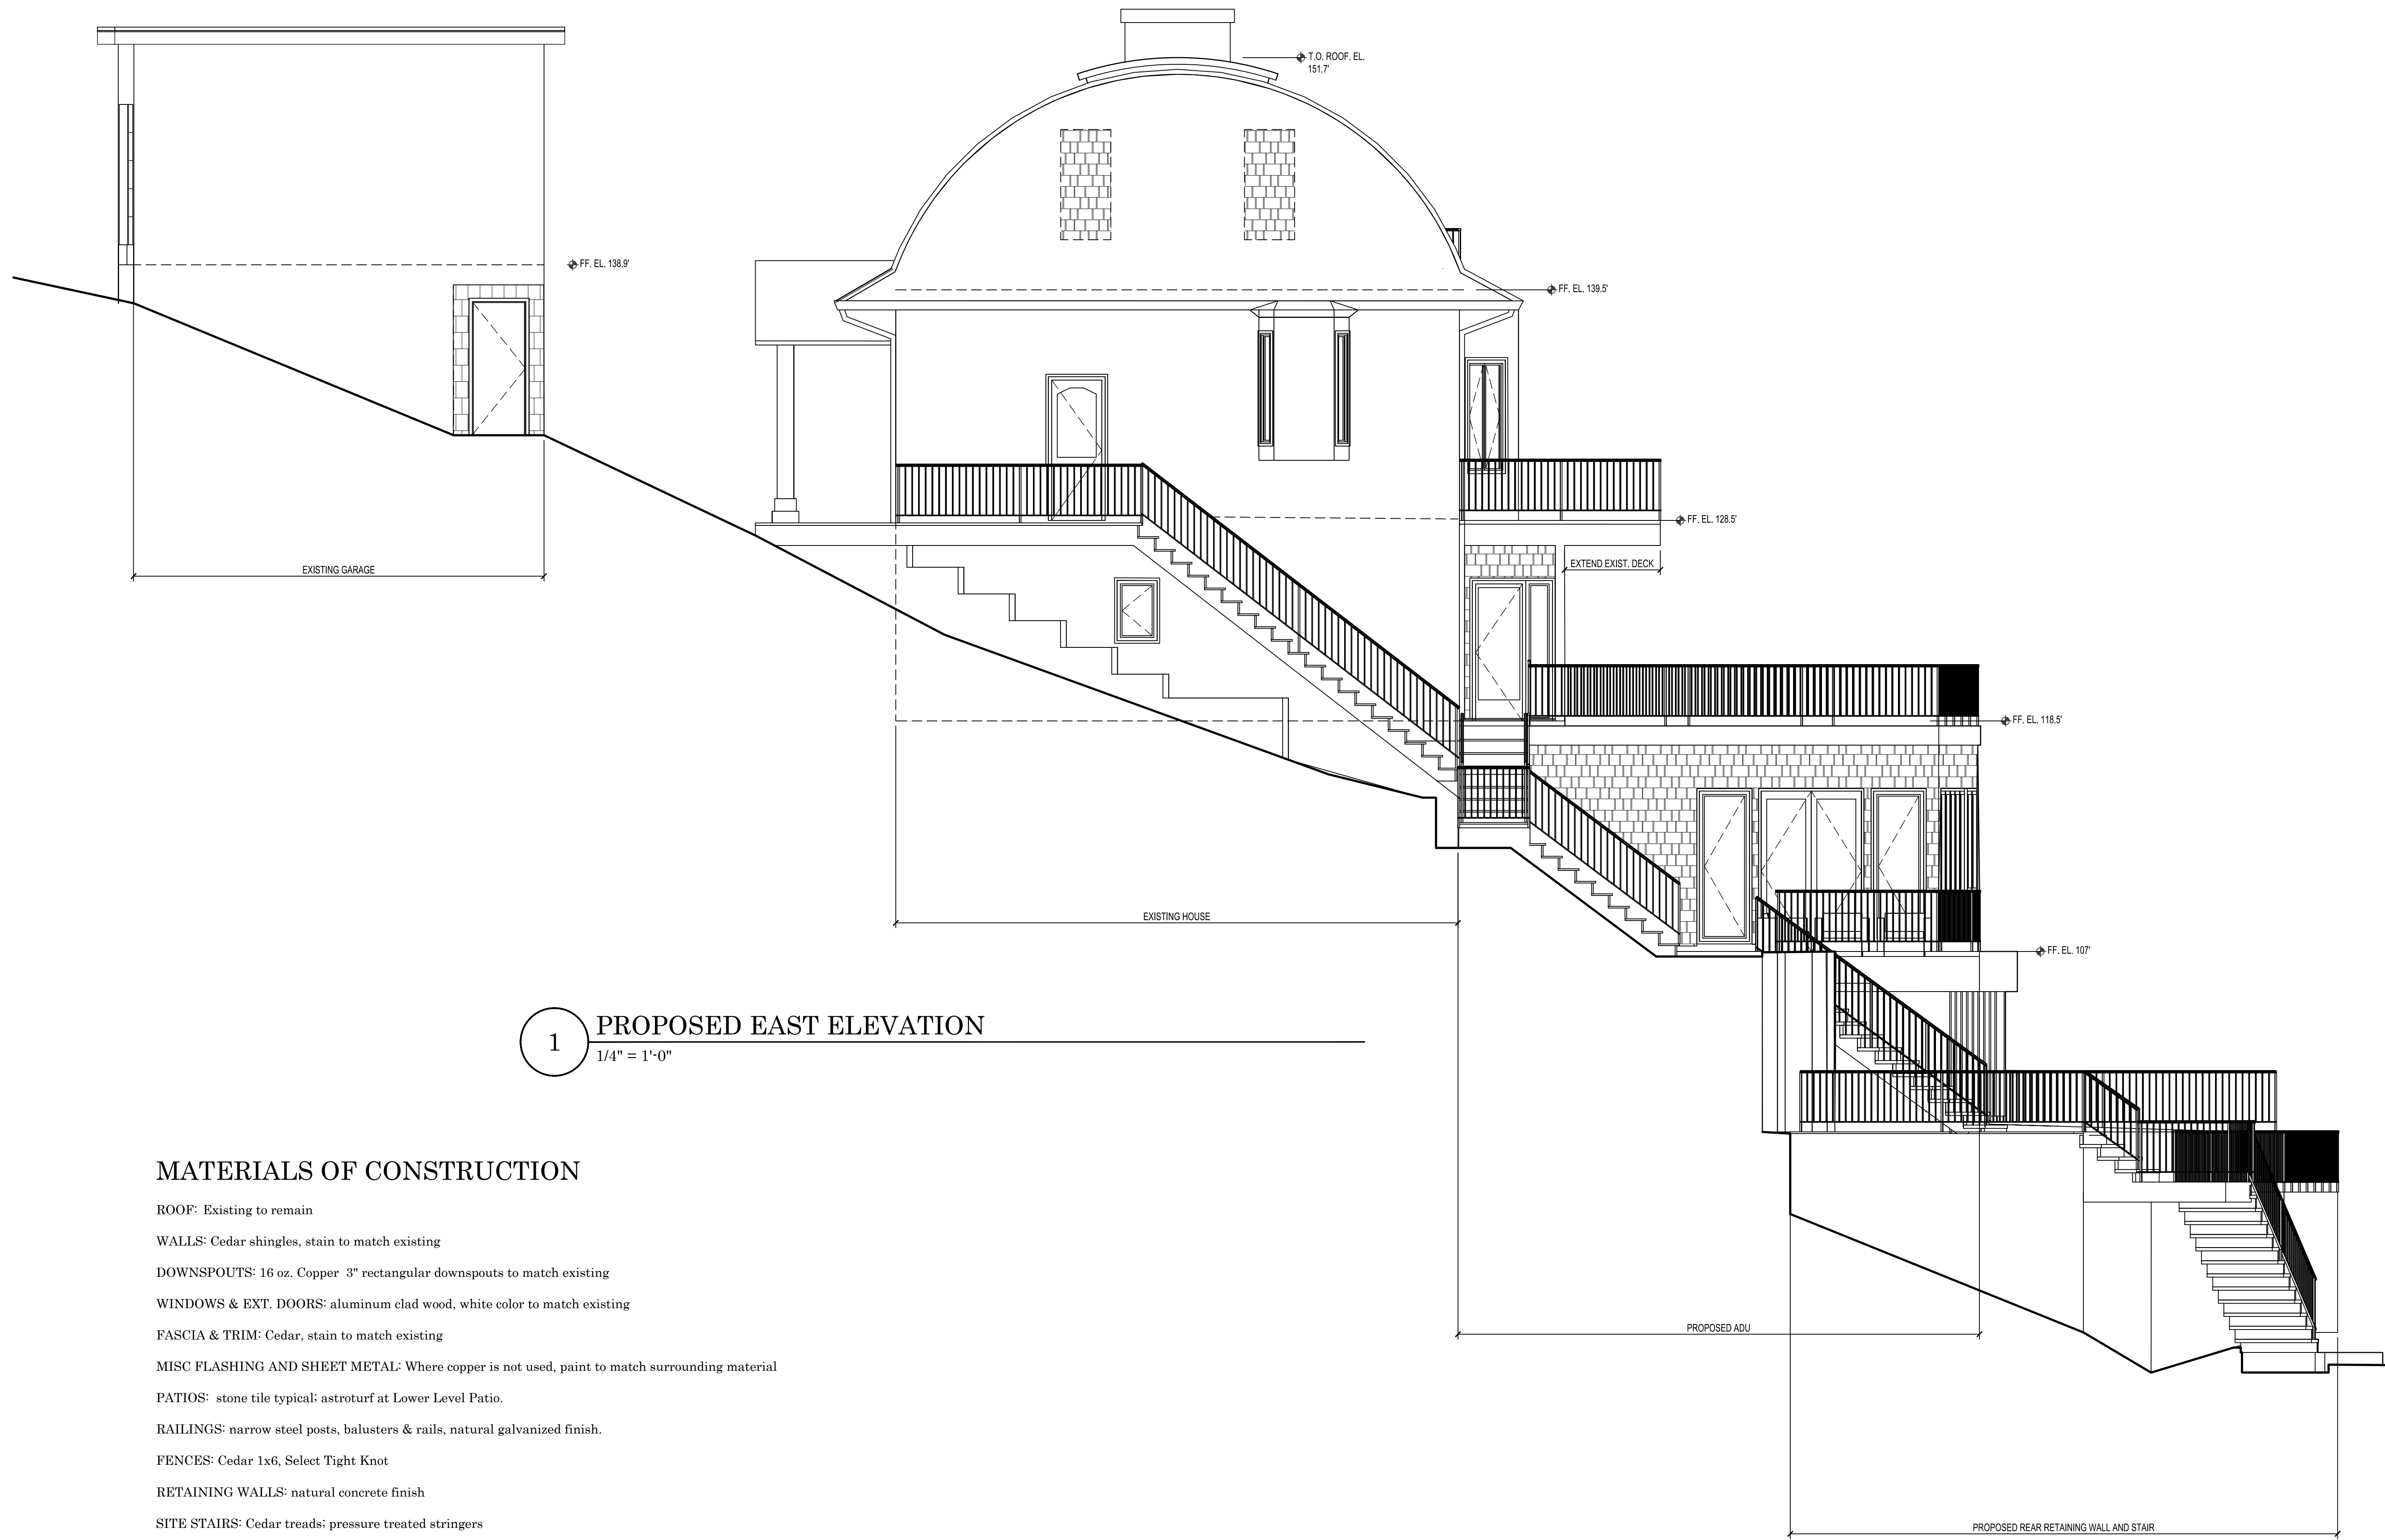 T.O. ROOF. EL.
151.7'
FF. EL. 138.9'
FF. EL. 139.5'
FF. EL. 128.5'
EXTEND EXIST. DECK
EXISTING GARAGE
FF. EL. 118.5'
EXISTING HOUSE
FF. EL. 107'
1
PROPOSED EAST ELEVATION
1/4" = 1'-0"
PROPOSED ADU
PROPOSED REAR RETAINING WALL AND STAIR
MATERIALS OF CONSTRUCTION
ROOF: Existing to remain
WALLS: Cedar shingles, stain to match existing
DOWNSPOUTS: 16 oz. Copper 3" rectangular downspouts to match existing
WINDOWS & EXT. DOORS: aluminum clad wood, white color to match existing
FASCIA & TRIM: Cedar, stain to match existing
MISC FLASHING AND SHEET METAL: Where copper is not used, paint to match surrounding material
PATIOS: stone tile typical; astroturf at Lower Level Patio.
RAILINGS: narrow steel posts, balusters & rails, natural galvanized finish.
FENCES: Cedar 1x6, Select Tight Knot
RETAINING WALLS: natural concrete finish
SITE STAIRS: Cedar treads; pressure treated stringers